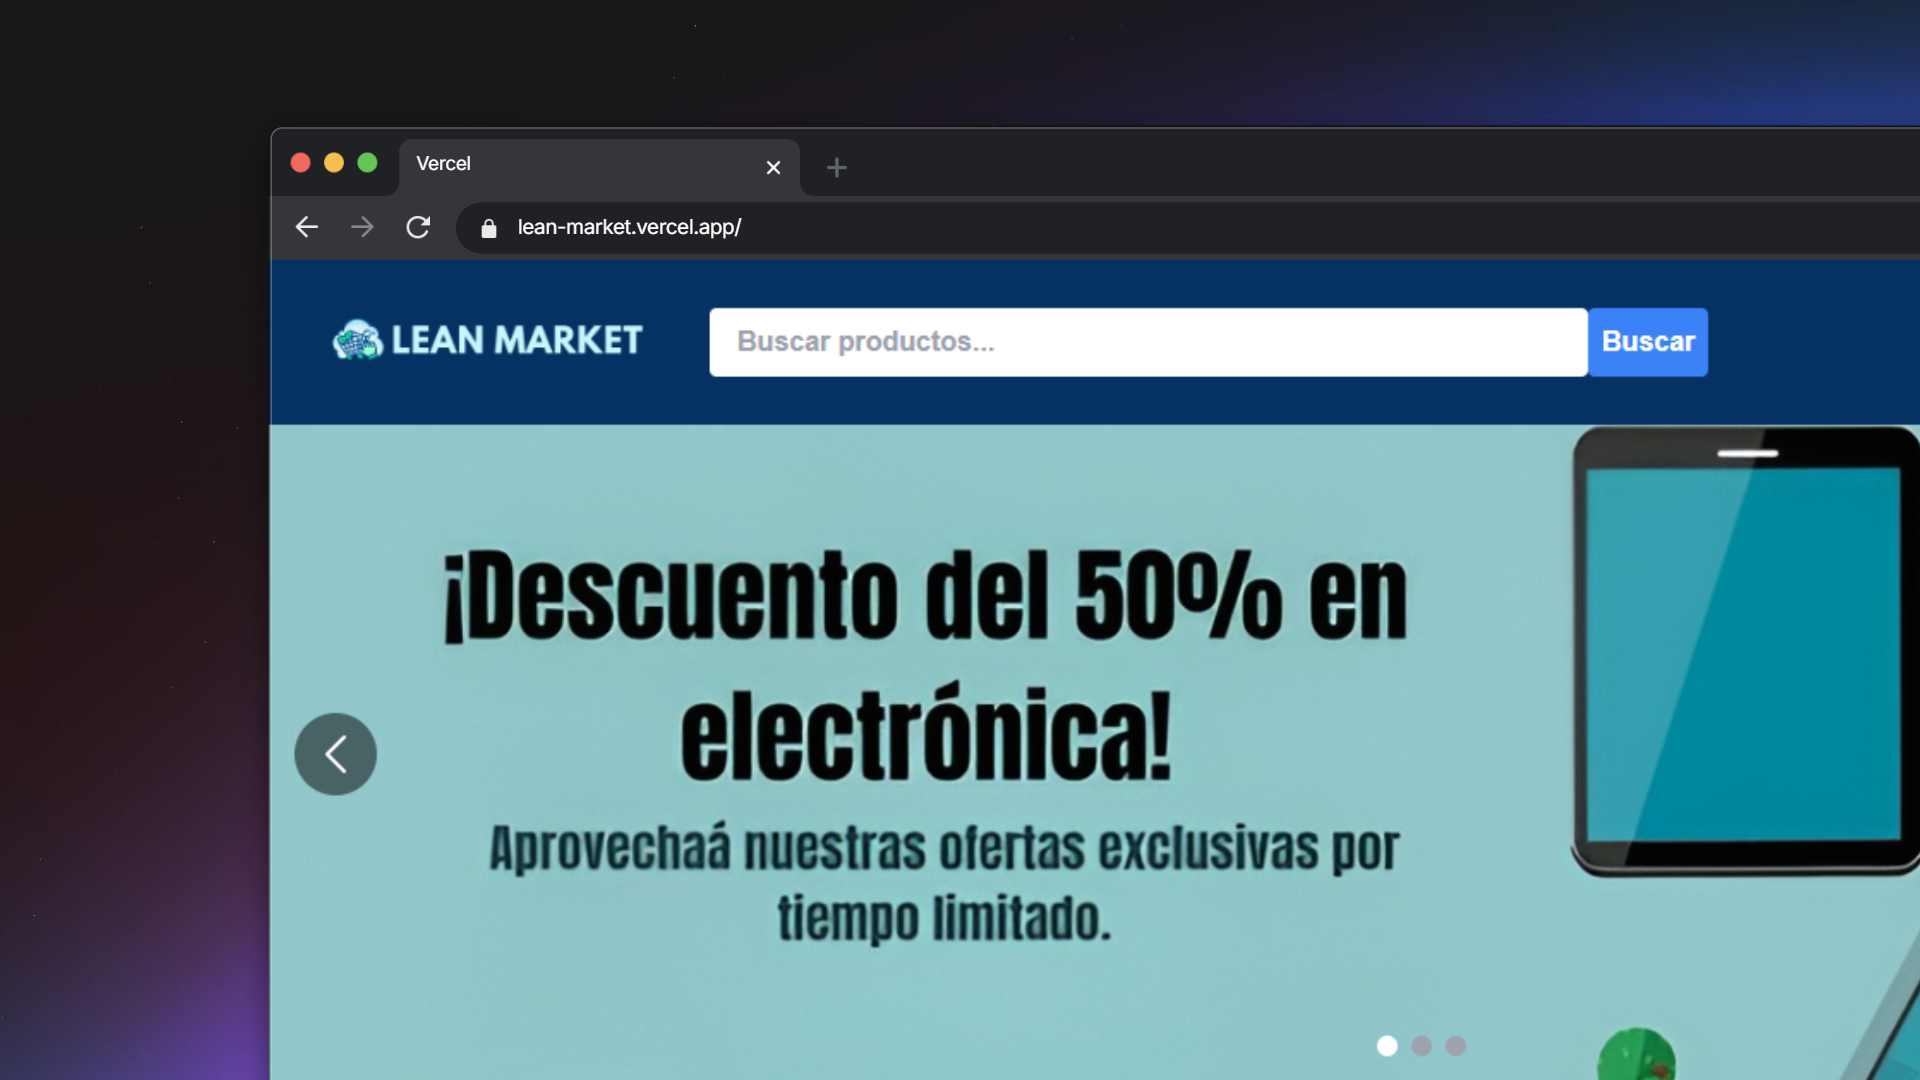 Vercel
lean-market.vercel.app/
LEAN MARKET
Buscar productos...
Buscar
¡Descuento del 50% en
electrónica!
Aprovechaá nuestras ofertas exclusivas por
tiempo limitado.